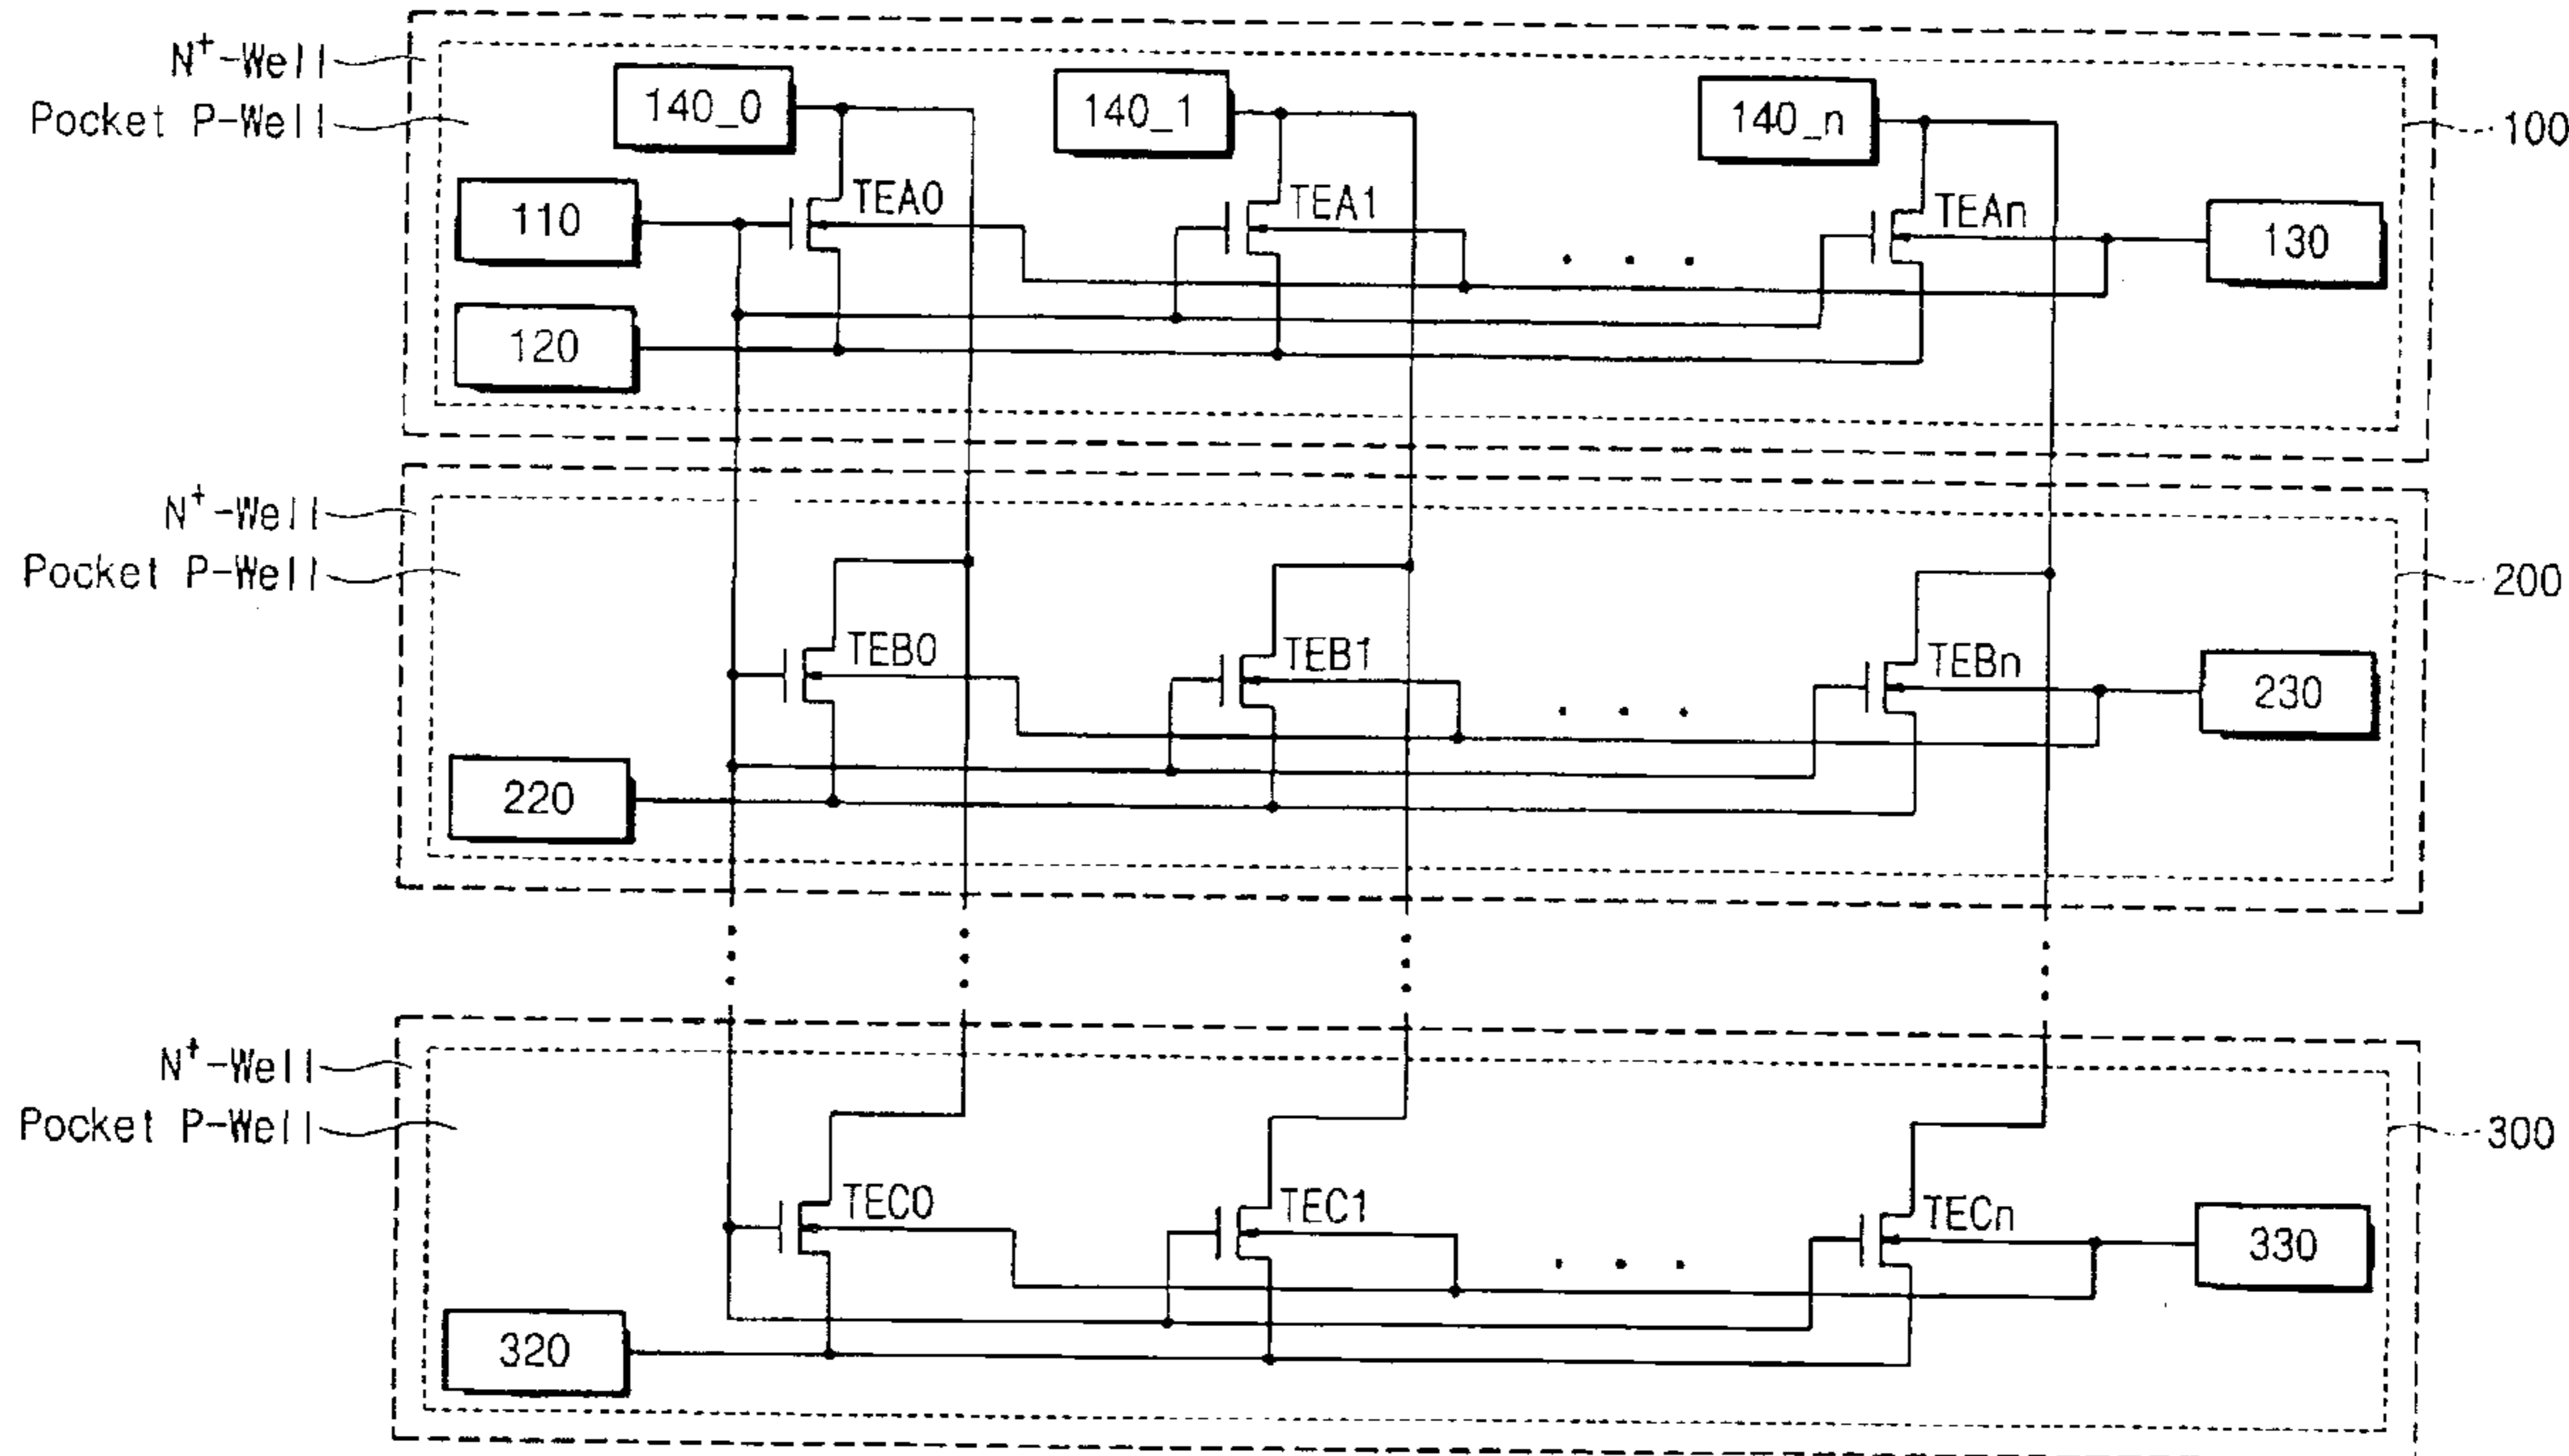 N+-Well
Pocket P-Well
140_0
140_1
140_n
100
110
TEA0
TEA1
TEAn
130
120
N+-Well
Pocket P-Well
200
TEB0
TEB1
TEBn
230
220
N+-Well
Pocket P-Well
300
TEC0
TEC1
TECn
330
320